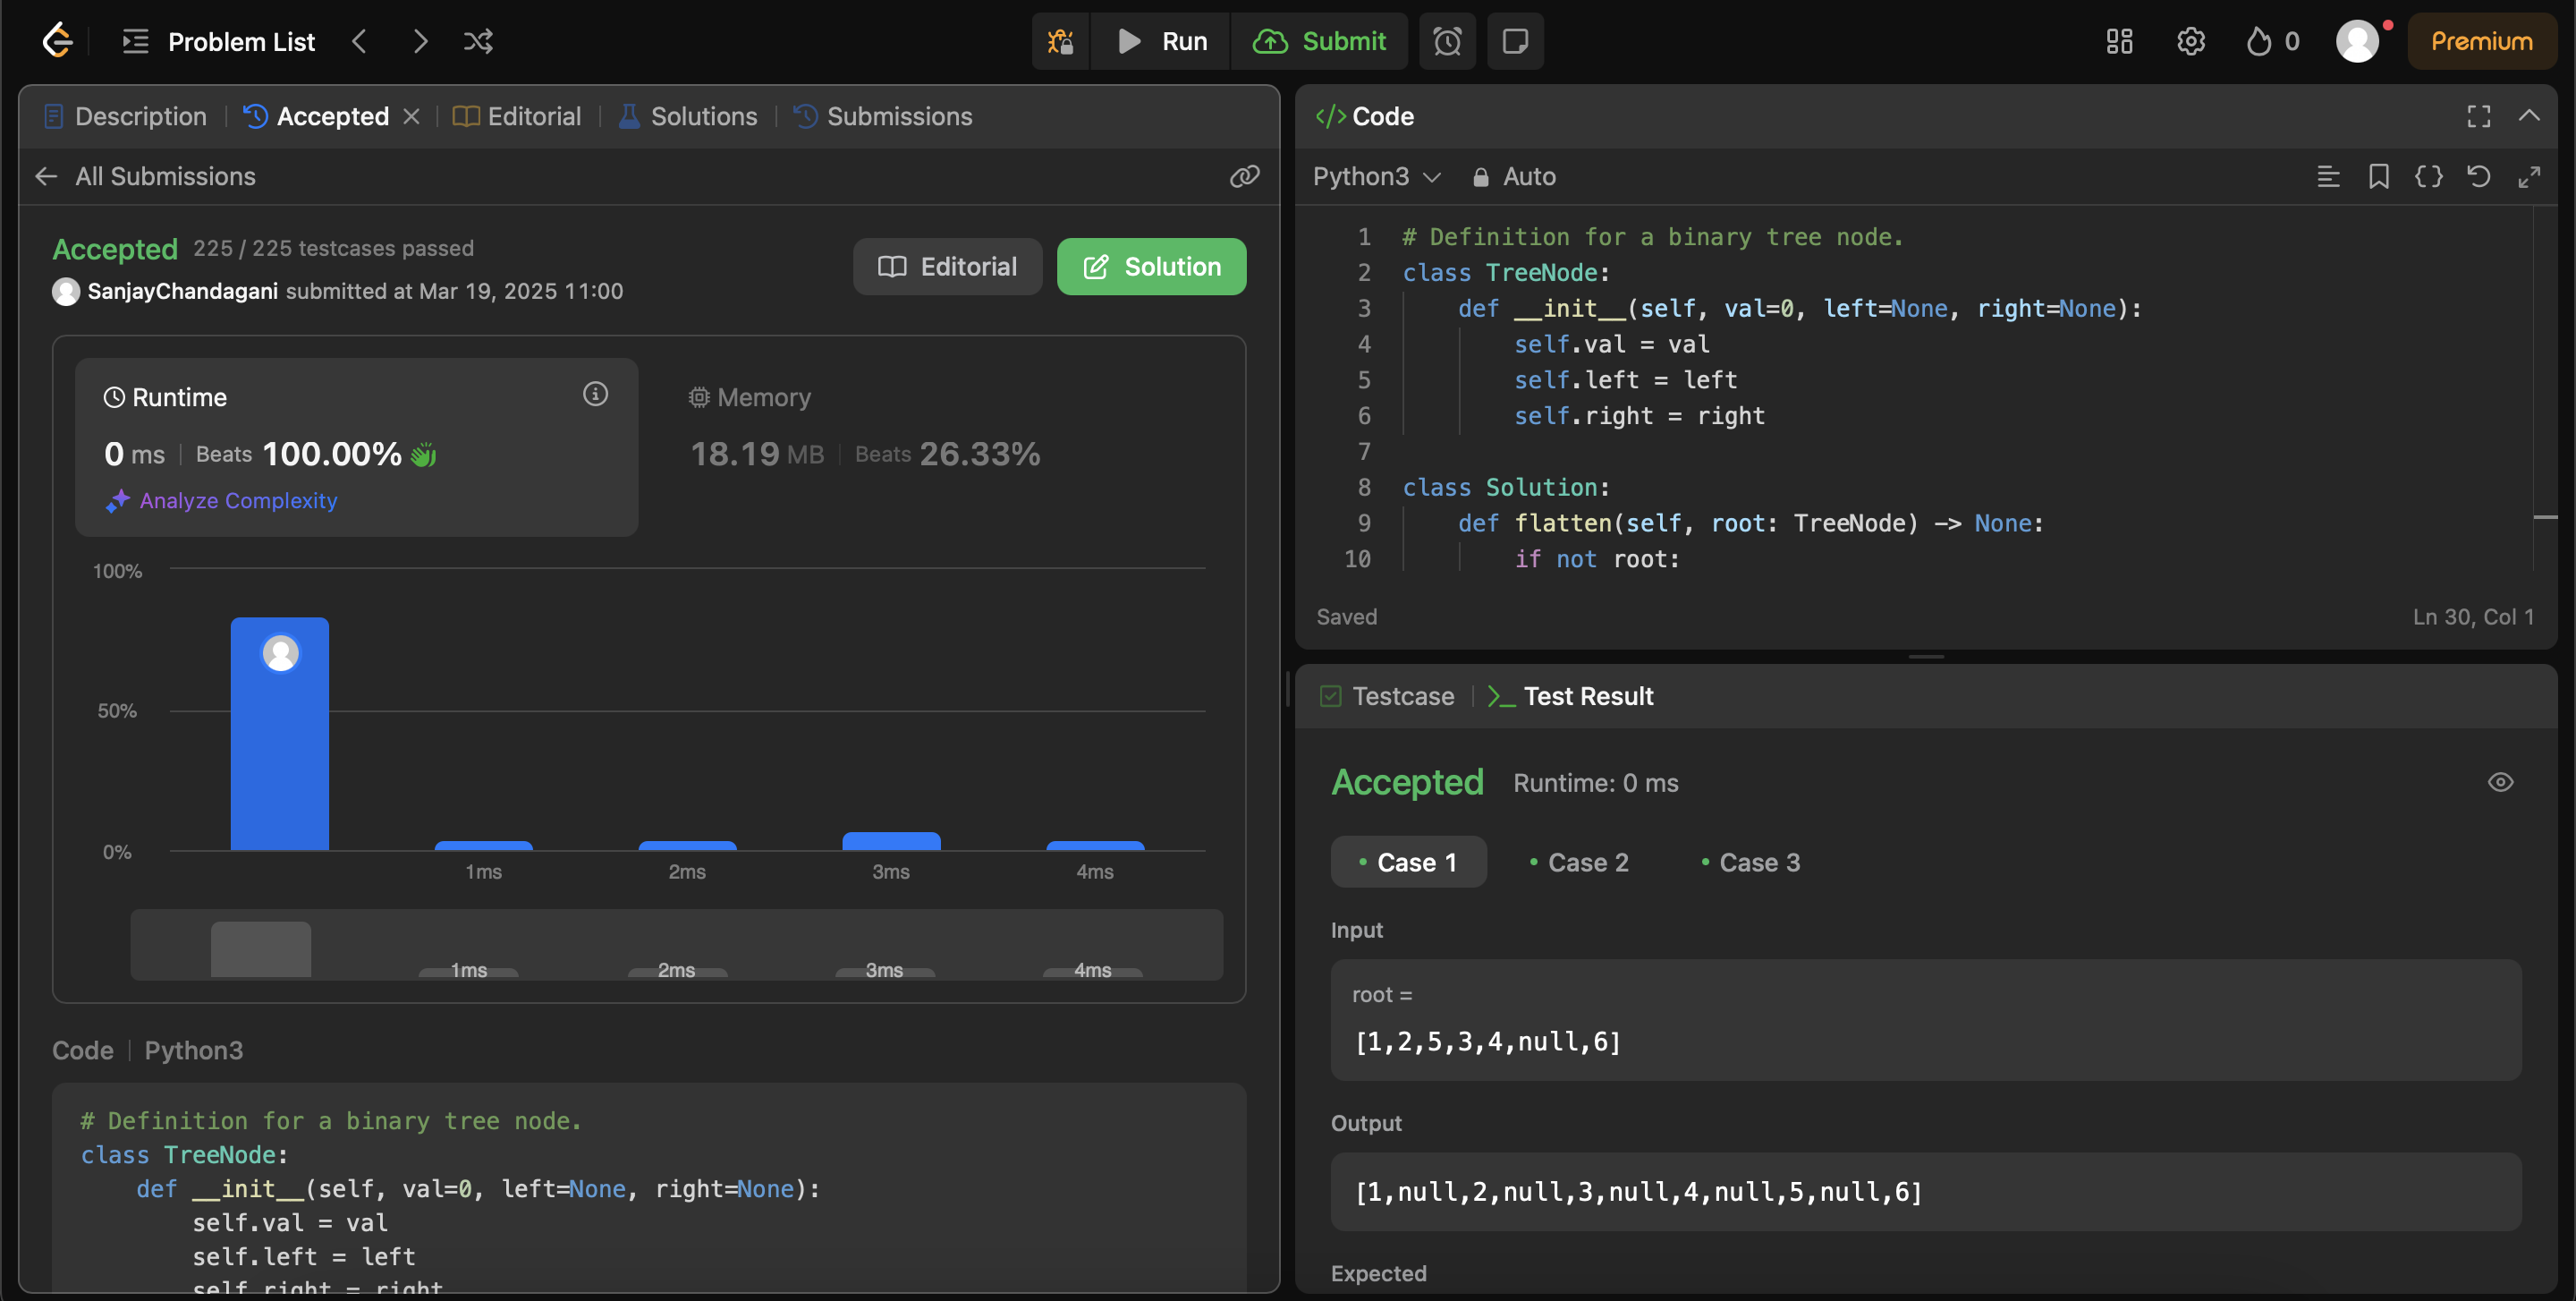 Problem List
Run
Submit
0
Premium
Description
Accepted
Editorial
Solutions
Submissions
All Submissions
Accepted 225 / 225 testcases passed
SanjayChandagani submitted at Mar 19, 2025 11:00
Editorial
Solution
Runtime
0 ms Beats 100.00%
Analyze Complexity
Memory
18.19 MB Beats 26.33%
100%
50%
0%
1ms 2ms 3ms 4ms
1ms 2ms 3ms 4ms
Code Python3
# Definition for a binary tree node.
class TreeNode:
    def __init__(self, val=0, left=None, right=None):
        self.val = val
        self.left = left
        self.right = right
</> Code
Python3 Auto
1 # Definition for a binary tree node.
2 class TreeNode:
3     def __init__(self, val=0, left=None, right=None):
4         self.val = val
5         self.left = left
6         self.right = right
7
8 class Solution:
9     def flatten(self, root: TreeNode) -> None:
10         if not root:
Saved
Ln 30, Col 1
Testcase
Test Result
Accepted Runtime: 0 ms
Case 1
Case 2
Case 3
Input
root =
[1,2,5,3,4,null,6]
Output
[1,null,2,null,3,null,4,null,5,null,6]
Expected